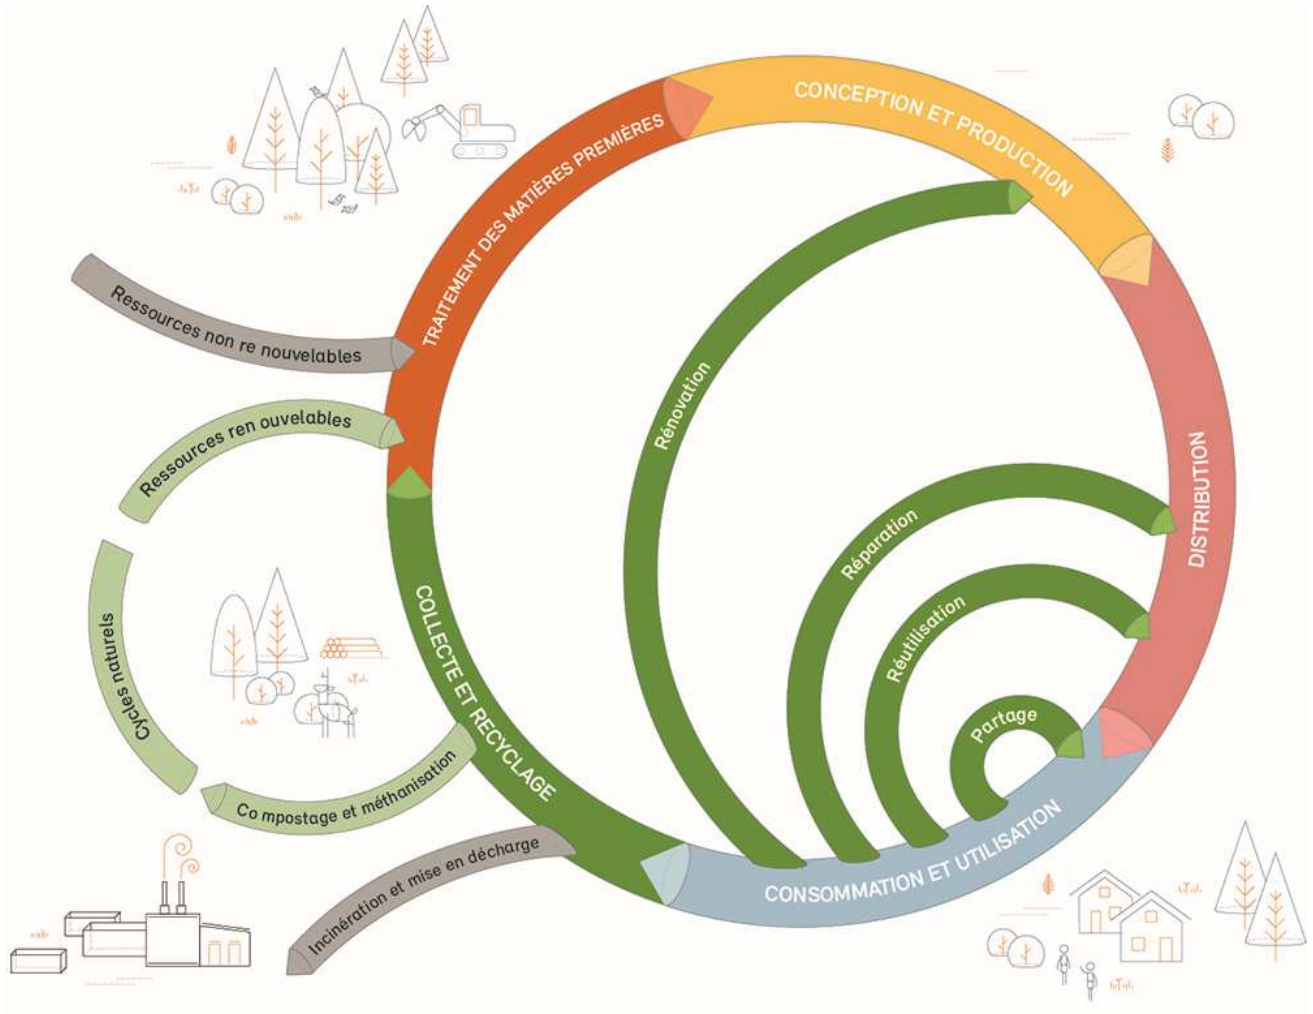 CONCEPTION ET PRODUCTION
TRAITEMENT DES MATIÈRES PREMIÈRES
Ressources non re nouvelables
Rénovation
Ressources ren ouvelables
DISTRIBUTION
Réparation
Réutilisation
COLLECTE ET RECYCLAGE
Cycles naturels
Partage
Co mpostage et méthanisation
CONSOMMATION ET UTILISATION
Incinération et mise en décharge